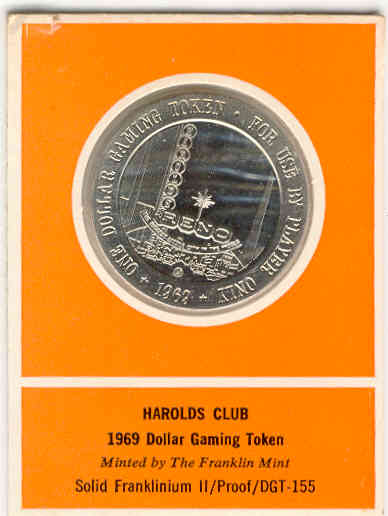 ONE DOLLAR GAMING TOKEN · FOR USE BY PLAYER ONLY
RENO
1969
HAROLDS CLUB
1969 Dollar Gaming Token
Minted by The Franklin Mint
Solid Franklinium II/Proof/DGT-155